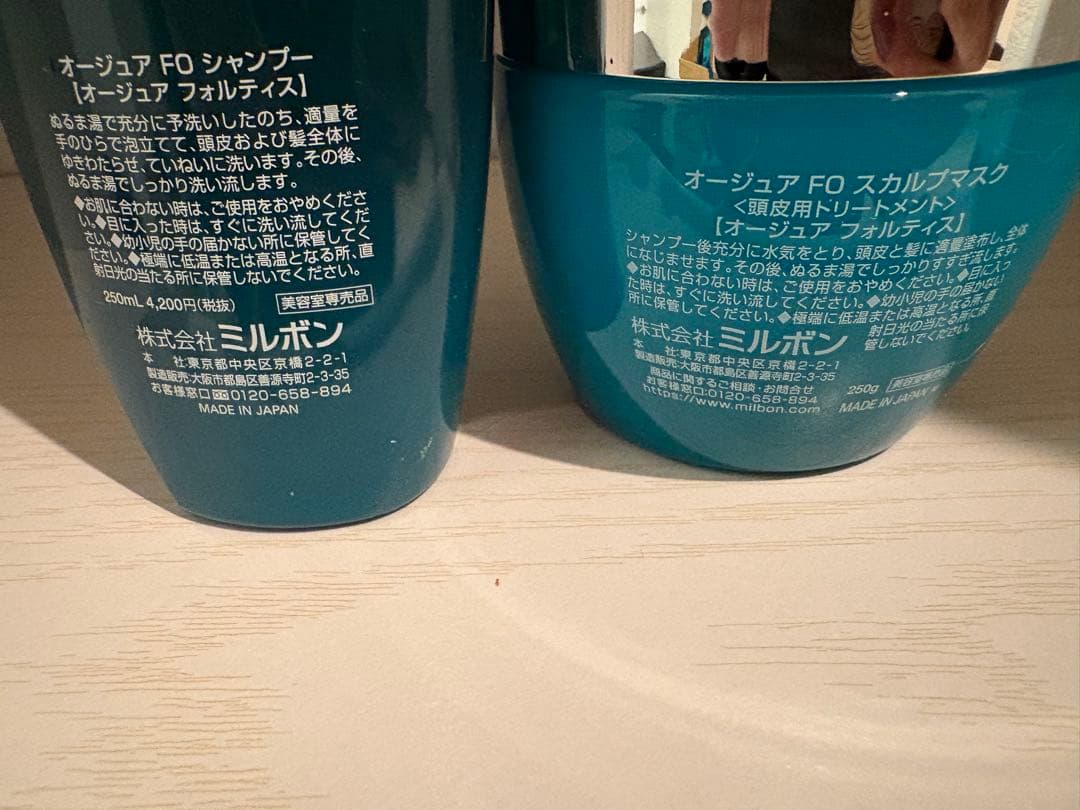 オージュア FO シャンプー
【オージュア フォルティス】
ぬるま湯で充分に予洗いしたのち、適量を
手のひらで泡立てて、頭皮および髪全体に
ゆきわたらせ、ていねいに洗います。その後、
ぬるま湯でしっかり洗い流します。
◆お肌に合わない時は、ご使用をおやめくださ
い。◆目に入った時は、すぐに洗い流してくだ
さい。◆幼小児の手の届かない所に保管してく
ださい。◆極端に低温または高温となる所、直
射日光の当たる所に保管しないでください。
250mL 4,200円(税抜) 美容室専売品
株式会社ミルボン
本 社:東京都中央区京橋2-2-1
製造販売:大阪市都島区善源寺町2-3-35
お客様窓口 0120-658-894
MADE IN JAPAN
オージュア FO スカルプマスク
<頭皮用トリートメント>
【オージュア フォルティス】
シャンプー後充分に水気をとり、頭皮と髪に適量塗布し、全体
になじませます。その後、ぬるま湯でしっかりすすぎ流します。
◆お肌に合わない時は、ご使用をおやめください。◆目に入っ
た時は、すぐに洗い流してください。◆幼小児の手の届かない
所に保管してください。◆極端に低温または高温となる所、直
射日光の当たる所に保
管しないでください。
株式会社ミルボン
本 社:東京都中央区京橋2-2-1
製造販売:大阪市都島区善源寺町2-3-35
商品に関するご相談・お問合せ
お客様窓口:0120-658-894
https://www.milbon.com
250g 美容室専売品
MADE IN JAPAN